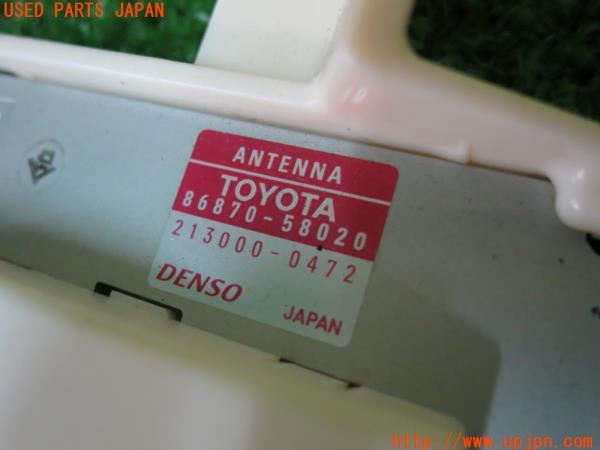 USED PARTS JAPAN
ANTENNA
TOYOTA
86870-58020
213000-0472
DENSO
JAPAN
http://www.upjpn.com/